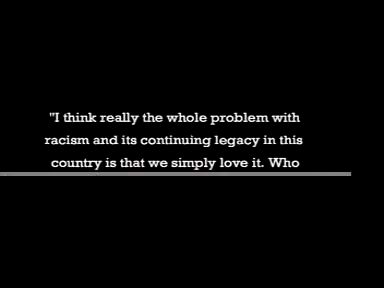 "I think really the whole problem with
racism and its continuing legacy in this
country is that we simply love it. Who